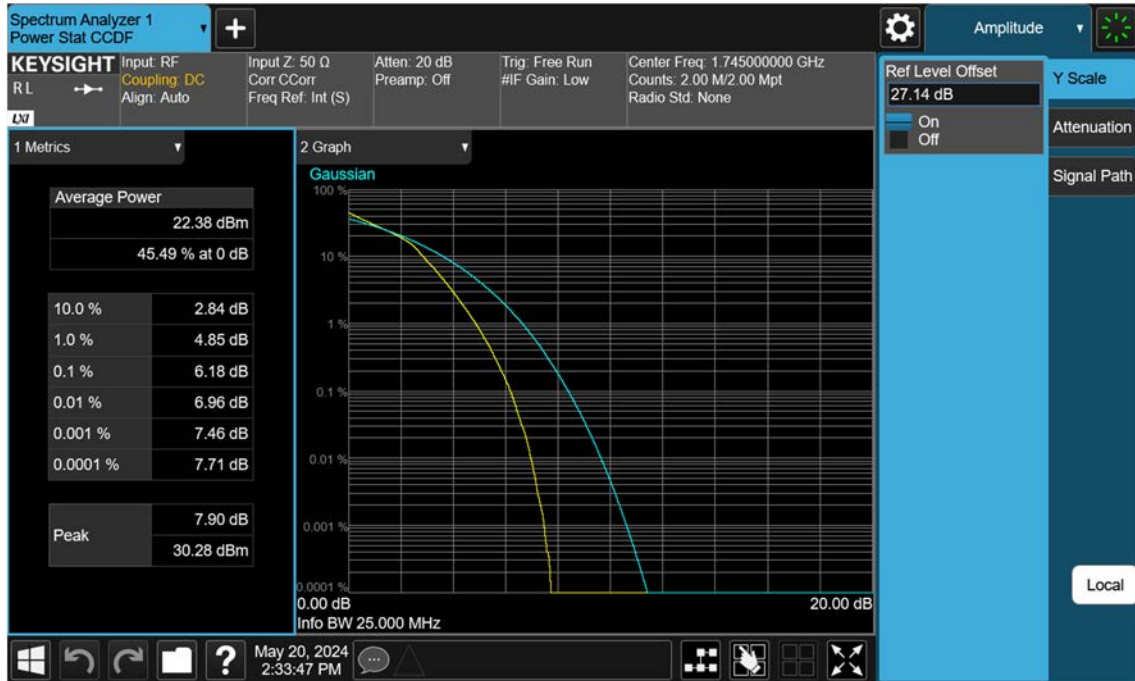 Spectrum Analyzer 1
Power Stat CCDF
+
Amplitude
KEYSIGHT
R L
LXI
Input: RF
Coupling: DC
Align: Auto
Input Z: 50 Ω
Corr CCorr
Freq Ref: Int (S)
Atten: 20 dB
Preamp: Off
Trig: Free Run
#IF Gain: Low
Center Freq: 1.745000000 GHz
Counts: 2.00 M/2.00 Mpt
Radio Std: None
Ref Level Offset
27.14 dB
On
Off
Y Scale
Attenuation
Signal Path
1 Metrics
Average Power
22.38 dBm
45.49 % at 0 dB
10.0 % 2.84 dB
1.0 % 4.85 dB
0.1 % 6.18 dB
0.01 % 6.96 dB
0.001 % 7.46 dB
0.0001 % 7.71 dB
Peak
7.90 dB
30.28 dBm
2 Graph
Gaussian
100 %
10 %
1 %
0.1 %
0.01 %
0.001 %
0.0001 %
0.00 dB 20.00 dB
Info BW 25.000 MHz
Local
?
May 20, 2024
2:33:47 PM